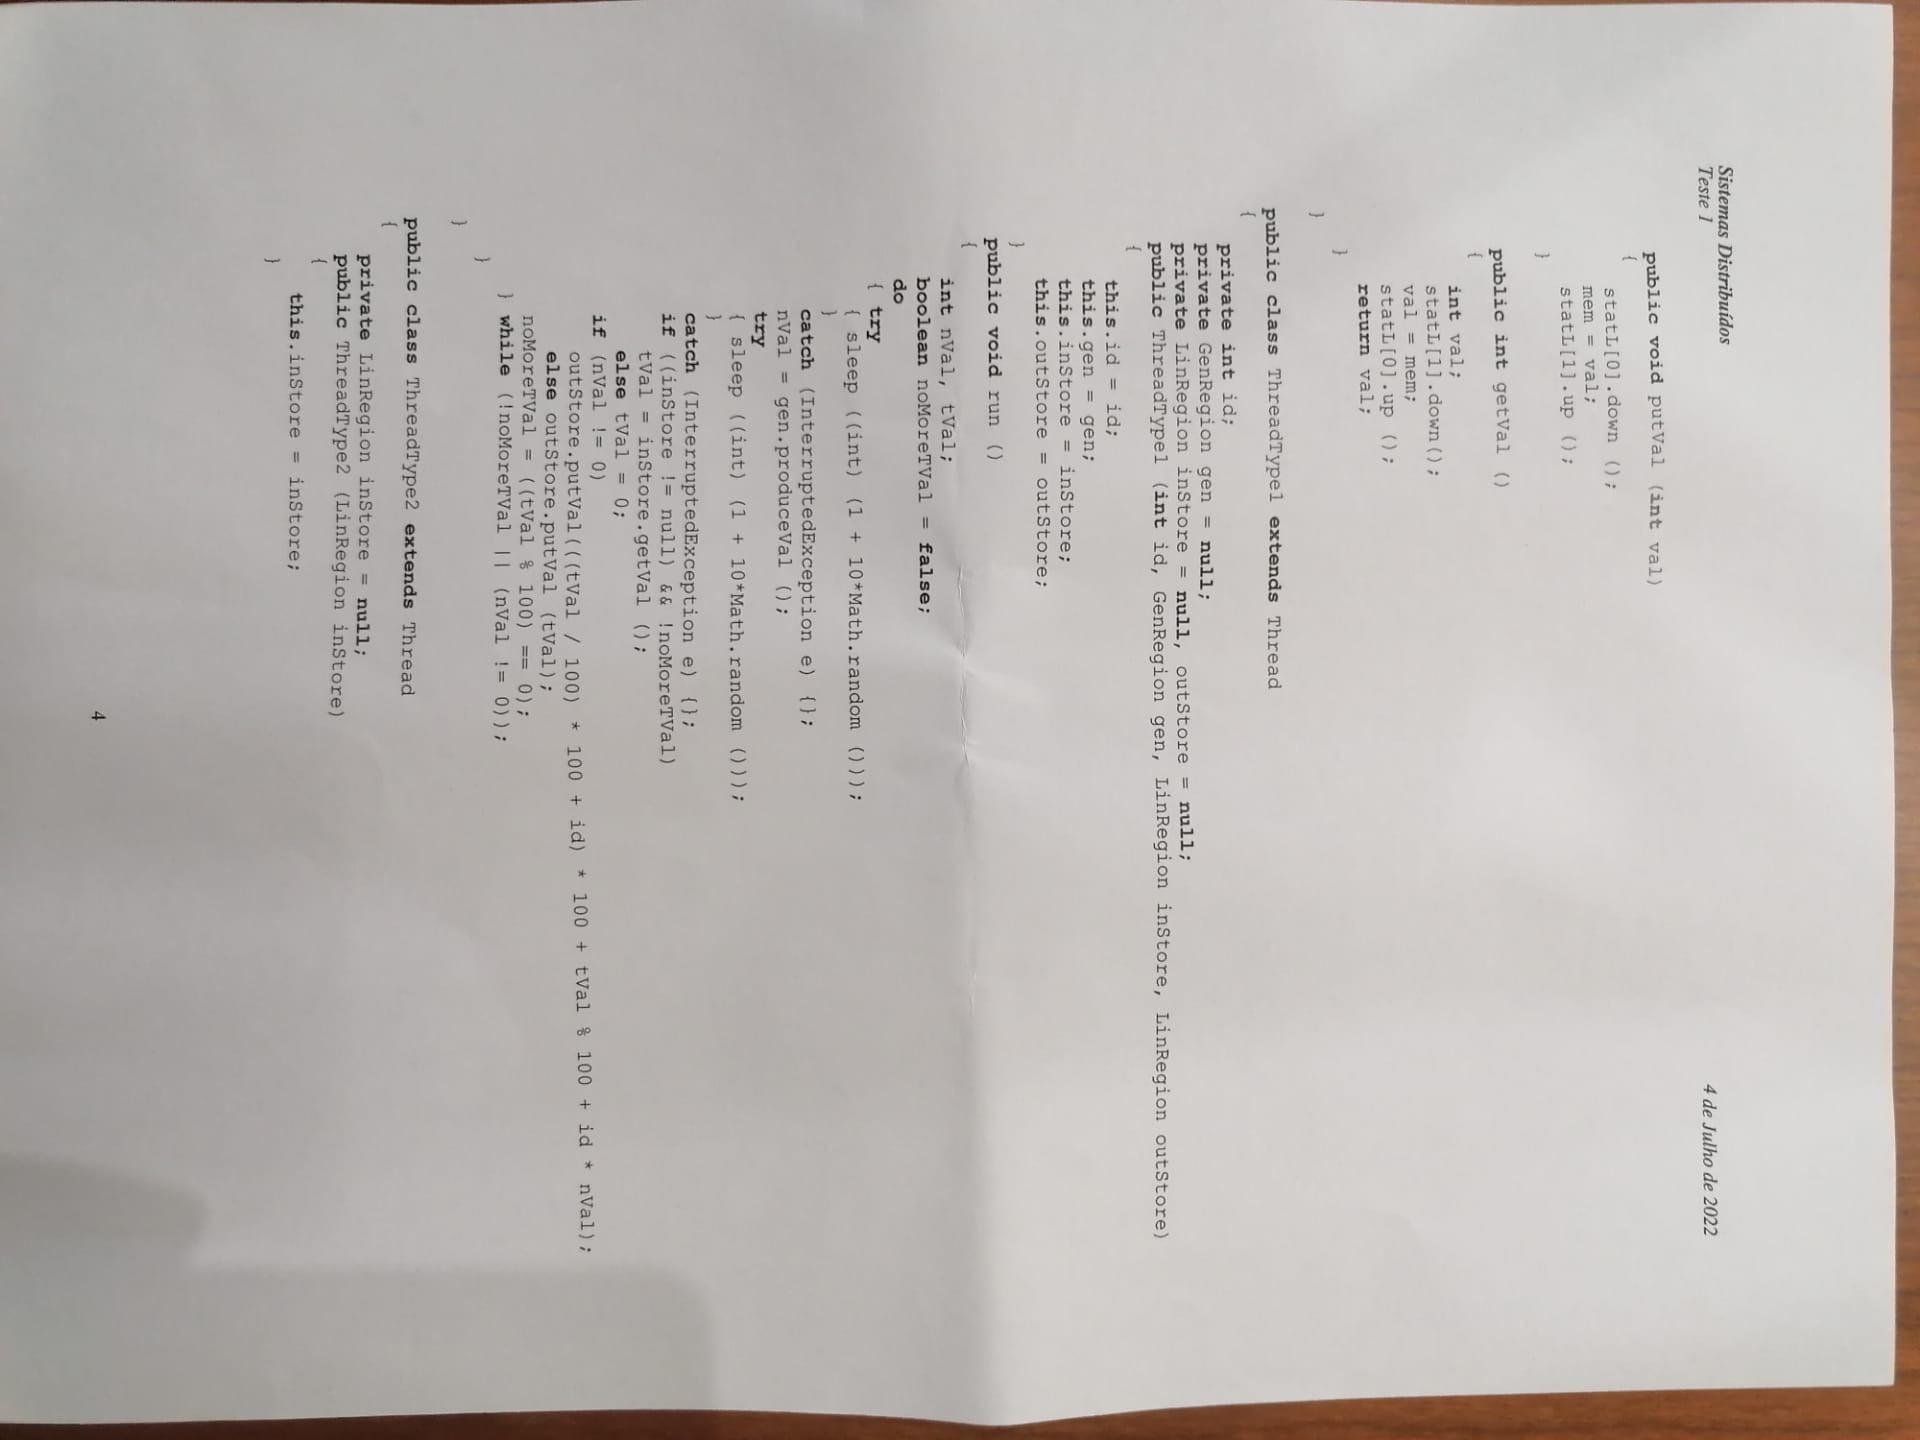 Sistemas Distribuídos 4 de Julho de 2022
Teste 1
public void putVal (int val)
{
statL[0].down ();
mem = val;
statL[1].up ();
}
public int getVal ()
{
int val;
statL[1].down();
val = mem;
statL[0].up ();
return val;
}
}
public class ThreadType1 extends Thread
{
private int id;
private GenRegion gen = null;
private LinRegion inStore = null, outStore = null;
public ThreadType1 (int id, GenRegion gen, LinRegion inStore, LinRegion outStore)
{
this.id = id;
this.gen = gen;
this.inStore = inStore;
this.outStore = outStore;
}
public void run ()
{
int nVal, tVal;
boolean noMoreTVal = false;
do
{ try
{ sleep ((int) (1 + 10*Math.random ()));
}
catch (InterruptedException e) {};
nVal = gen.produceVal ();
try
{ sleep ((int) (1 + 10*Math.random ()));
}
catch (InterruptedException e) {};
if ((inStore != null) && !noMoreTVal)
tVal = inStore.getVal ();
else tVal = 0;
if (nVal != 0)
outStore.putVal(((tVal / 100) * 100 + id) * 100 + tVal % 100 + id * nVal);
else outStore.putVal (tVal);
noMoreTVal = ((tVal % 100) == 0);
} while (!noMoreTVal || (nVal != 0));
}
}
public class ThreadType2 extends Thread
{
private LinRegion inStore = null;
public ThreadType2 (LinRegion inStore)
{
this.inStore = inStore;
}
4